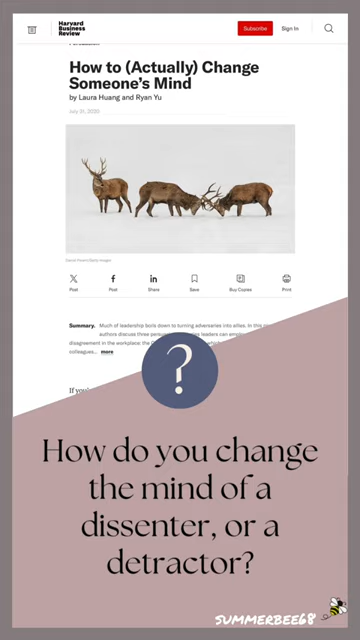 Harvard
Business
Review
Subscribe
Sign In
How to (Actually) Change
Someone's Mind
by Laura Huang and Ryan Yu
July 31, 2020
Post
Post
Share
Save
Buy Copies
Print
Summary. Much of leadership boils down to turning adversaries into allies. In this
authors discuss three
leaders can
disagreement in the workplace: the
colleagues... more
If you'
?
How do you change
the mind of a
dissenter, or a
detractor?
SUMMERBEE68